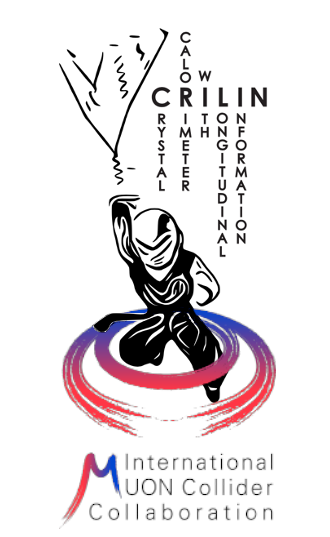 CRILIN
CRYSTAL
CALORIMETER
WITH
LONGITUDINAL
INFORMATION
International
MUON Collider
Collaboration